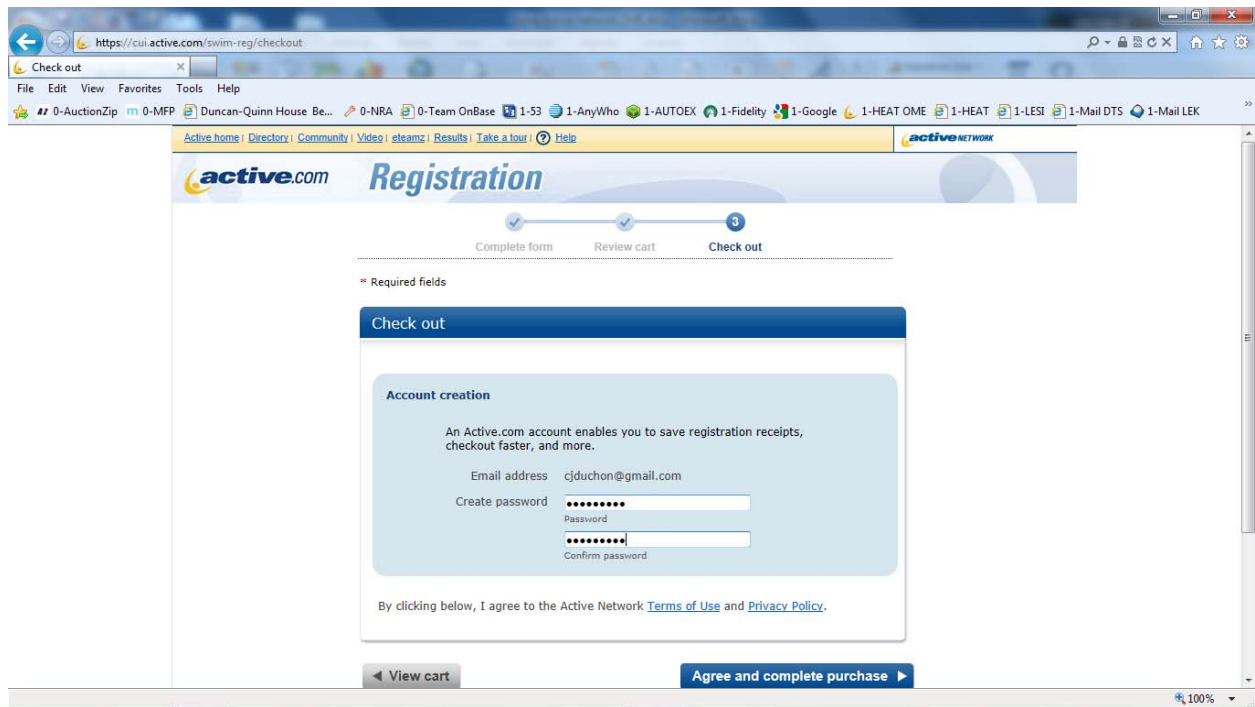 https://cui.active.com/swim-reg/checkout
Check out
File Edit View Favorites Tools Help
0-AuctionZip 0-MFP Duncan-Quinn House Be... 0-NRA 0-Team OnBase 1-53 1-AnyWho 1-AUTOEX 1-Fidelity 1-Google 1-HEAT OME 1-HEAT 1-LESI 1-Mail DTS 1-Mail LEK
Active home | Directory | Community | Video | eteamz | Results | Take a tour | Help
active NETWORK
active.com Registration
3
Complete form Review cart Check out
* Required fields
Check out
Account creation
An Active.com account enables you to save registration receipts,
checkout faster, and more.
Email address cjduchon@gmail.com
Create password •••••••••
Password
•••••••••
Confirm password
By clicking below, I agree to the Active Network Terms of Use and Privacy Policy.
View cart
Agree and complete purchase
100%